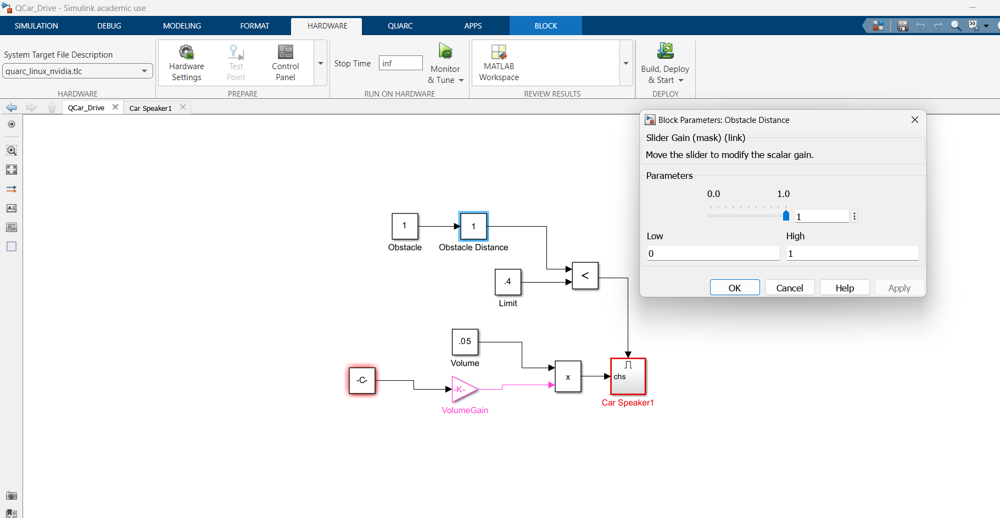 QCar_Drive - Simulink academic use
SIMULATION
DEBUG
MODELING
FORMAT
HARDWARE
QUARC
APPS
BLOCK
System Target File Description
quarc_linux_nvidia.tlc
HARDWARE
Hardware
Settings
Test
Point
Control
Panel
PREPARE
Stop Time
inf
Monitor
& Tune
RUN ON HARDWARE
MATLAB
Workspace
REVIEW RESULTS
Build, Deploy
& Start
DEPLOY
QCar_Drive
Car Speaker1
Block Parameters: Obstacle Distance
Slider Gain (mask) (link)
Move the slider to modify the scalar gain.
Parameters
0.0
1.0
1
Low
High
0
1
OK
Cancel
Help
Apply
1
Obstacle
1
Obstacle Distance
.4
Limit
<
.05
Volume
-C-
-K-
VolumeGain
x
chs
Car Speaker1